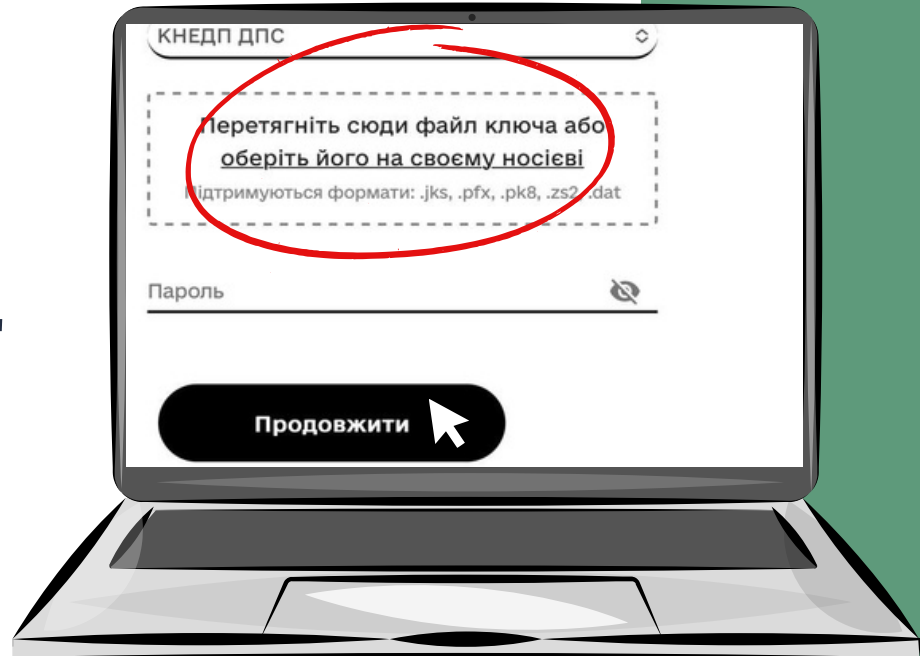 КНЕДП ДПС
Перетягніть сюди файл ключа або
оберіть його на своєму носієві
Підтримуються формати: .jks, .pfx, .pk8, .zs2, .dat
Пароль
Продовжити